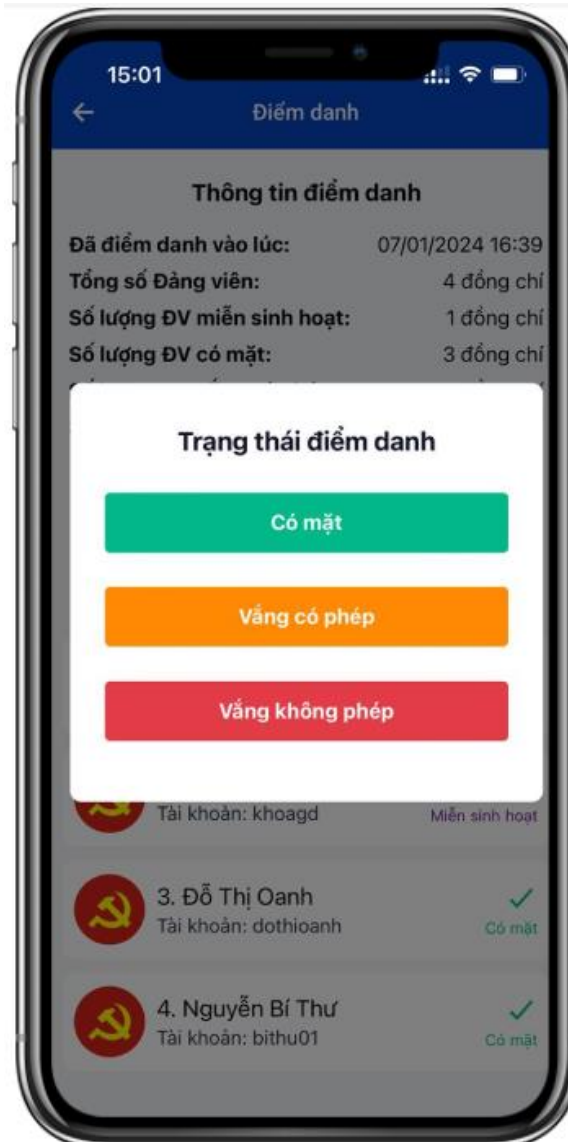 15:01
Điểm danh
Thông tin điểm danh
Đã điểm danh vào lúc: 07/01/2024 16:39
Tổng số Đảng viên: 4 đồng chí
Số lượng ĐV miễn sinh hoạt: 1 đồng chí
Số lượng ĐV có mặt: 3 đồng chí
Trạng thái điểm danh
Có mặt
Vắng có phép
Vắng không phép
Tài khoản: khoagd
Miễn sinh hoạt
3. Đỗ Thị Oanh
Tài khoản: dothioanh
Có mặt
4. Nguyễn Bí Thư
Tài khoản: bithu01
Có mặt